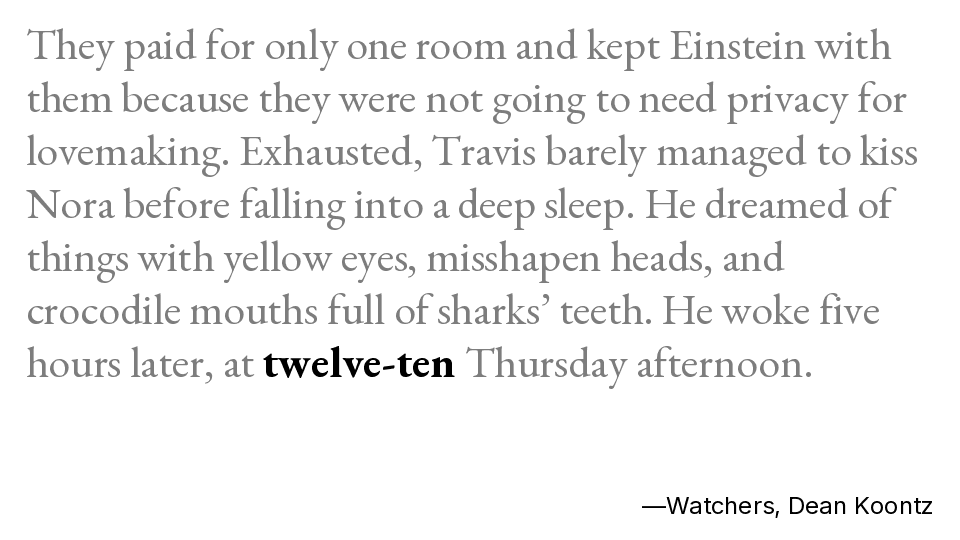 They paid for only one room and kept Einstein with
them because they were not going to need privacy for
lovemaking. Exhausted, Travis barely managed to kiss
Nora before falling into a deep sleep. He dreamed of
things with yellow eyes, misshapen heads, and
crocodile mouths full of sharks’ teeth. He woke five
hours later, at twelve-ten Thursday afternoon.
—Watchers, Dean Koontz